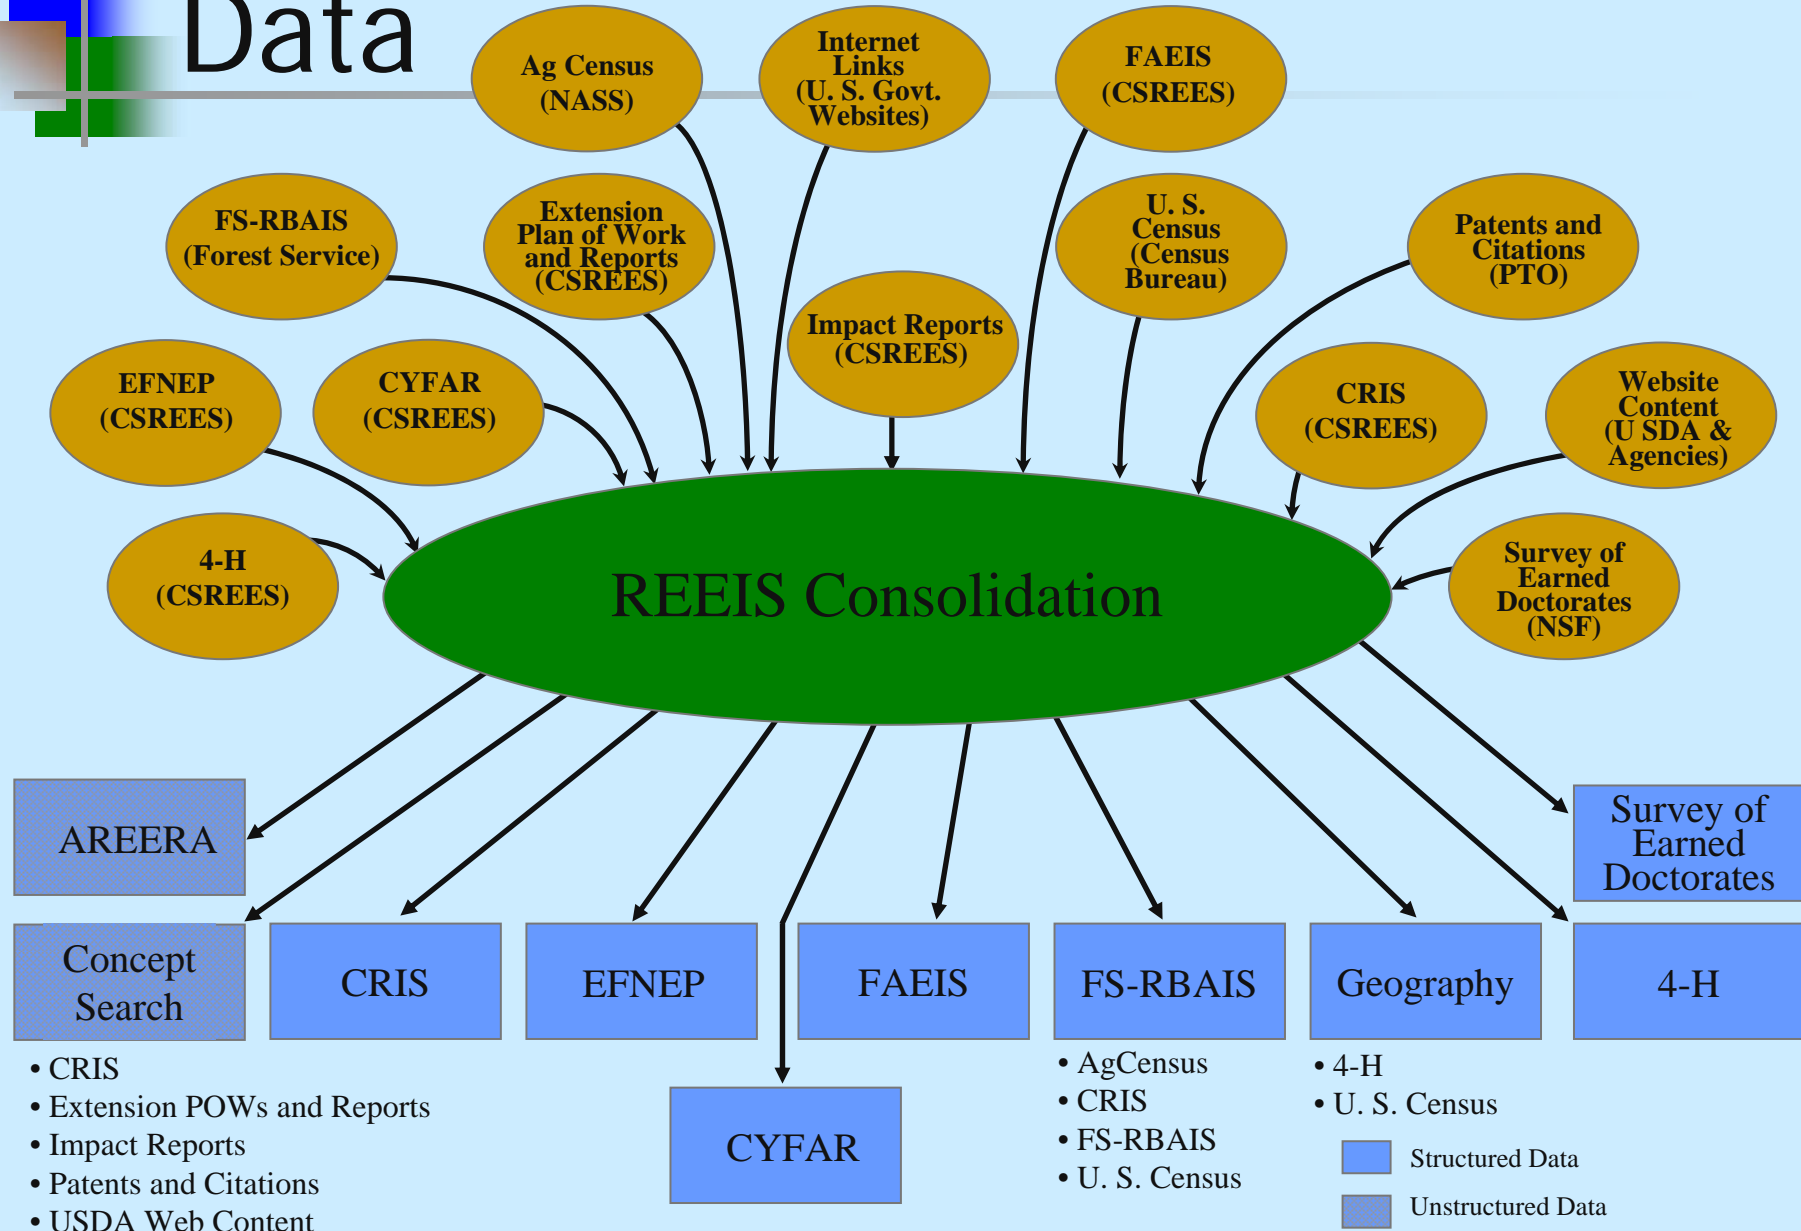 Data
Ag Census
(NASS)
Internet
Links
(U. S. Govt.
Websites)
FAEIS
(CSREES)
FS-RBAIS
(Forest Service)
Extension
Plan of Work
and Reports
(CSREES)
U. S.
Census
(Census
Bureau)
Patents and
Citations
(PTO)
Impact Reports
(CSREES)
EFNEP
(CSREES)
CYFAR
(CSREES)
CRIS
(CSREES)
Website
Content
(U SDA &
Agencies)
4-H
(CSREES)
Survey of
Earned
Doctorates
(NSF)
REEIS Consolidation
AREERA
Survey of
Earned
Doctorates
Concept
Search
CRIS
EFNEP
FAEIS
FS-RBAIS
Geography
4-H
• CRIS
• Extension POWs and Reports
• Impact Reports
• Patents and Citations
• USDA Web Content
CYFAR
• AgCensus
• CRIS
• FS-RBAIS
• U. S. Census
• 4-H
• U. S. Census
Structured Data
Unstructured Data